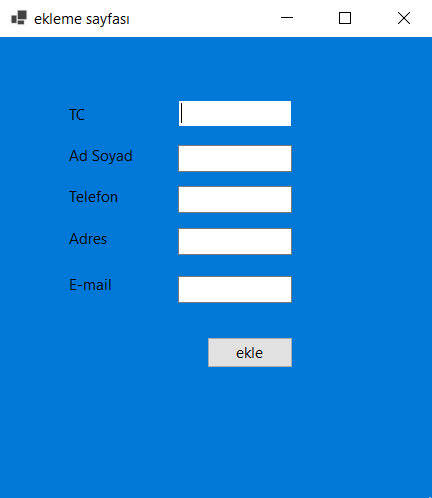 ekleme sayfası
TC
Ad Soyad
Telefon
Adres
E-mail
ekle